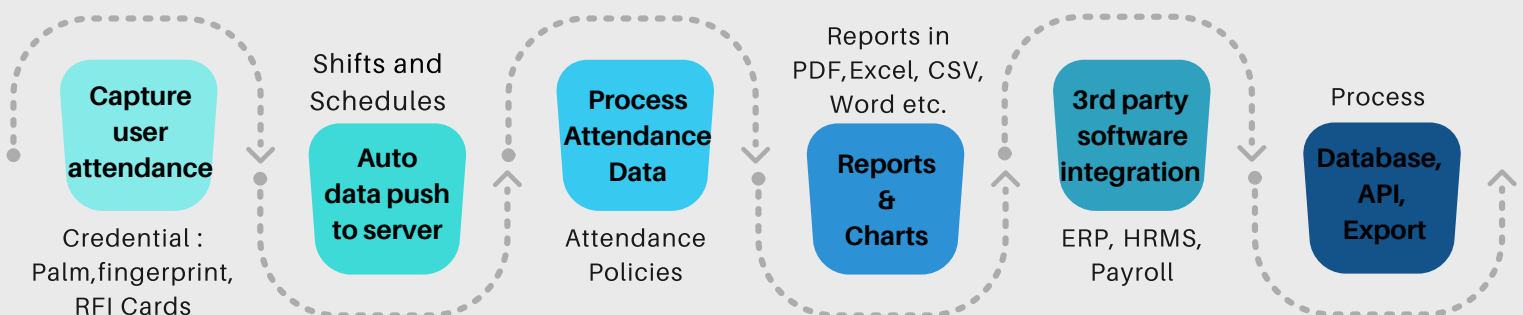 Capture
user
attendance
Credential :
Palm,fingerprint,
RFI Cards
Shifts and
Schedules
Auto
data push
to server
Process
Attendance
Data
Attendance
Policies
Reports in
PDF,Excel, CSV,
Word etc.
Reports
&
Charts
3rd party
software
integration
ERP, HRMS,
Payroll
Process
Database,
API,
Export